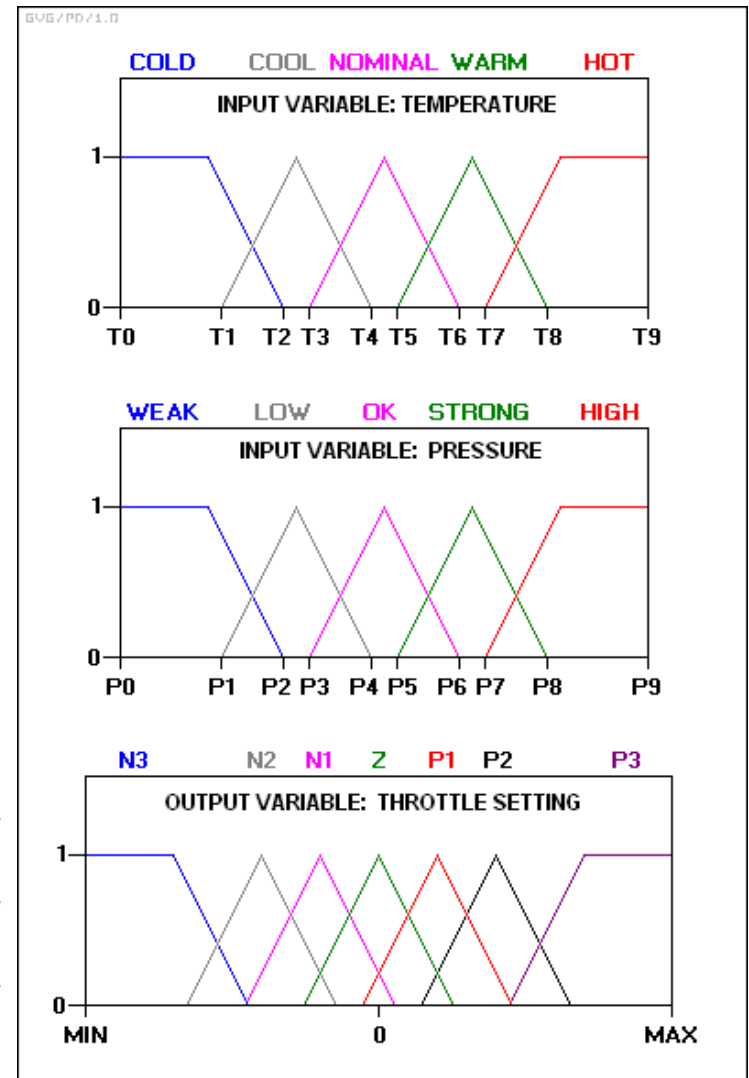 GVG/PD/1.0
COLD COOL NOMINAL WARM HOT
INPUT VARIABLE: TEMPERATURE
1
0
T0 T1 T2 T3 T4 T5 T6 T7 T8 T9
WEAK LOW OK STRONG HIGH
INPUT VARIABLE: PRESSURE
1
0
P0 P1 P2 P3 P4 P5 P6 P7 P8 P9
N3 N2 N1 Z P1 P2 P3
OUTPUT VARIABLE: THROTTLE SETTING
1
0
MIN 0 MAX